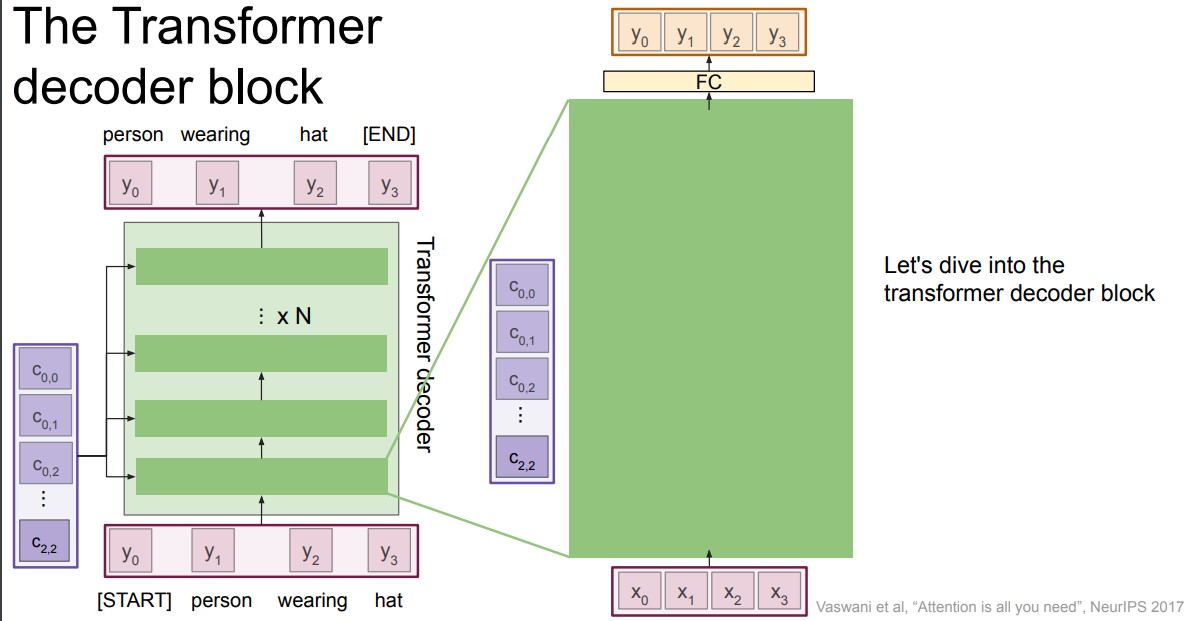 The Transformer
decoder block
person wearing hat [END]
y0 y1 y2 y3
Transformer decoder
⋮ x N
c0,0
c0,1
c0,2
⋮
c2,2
y0 y1 y2 y3
[START] person wearing hat
y0 y1 y2 y3
FC
c0,0
c0,1
c0,2
⋮
c2,2
x0 x1 x2 x3
Let's dive into the
transformer decoder block
Vaswani et al, “Attention is all you need”, NeurIPS 2017